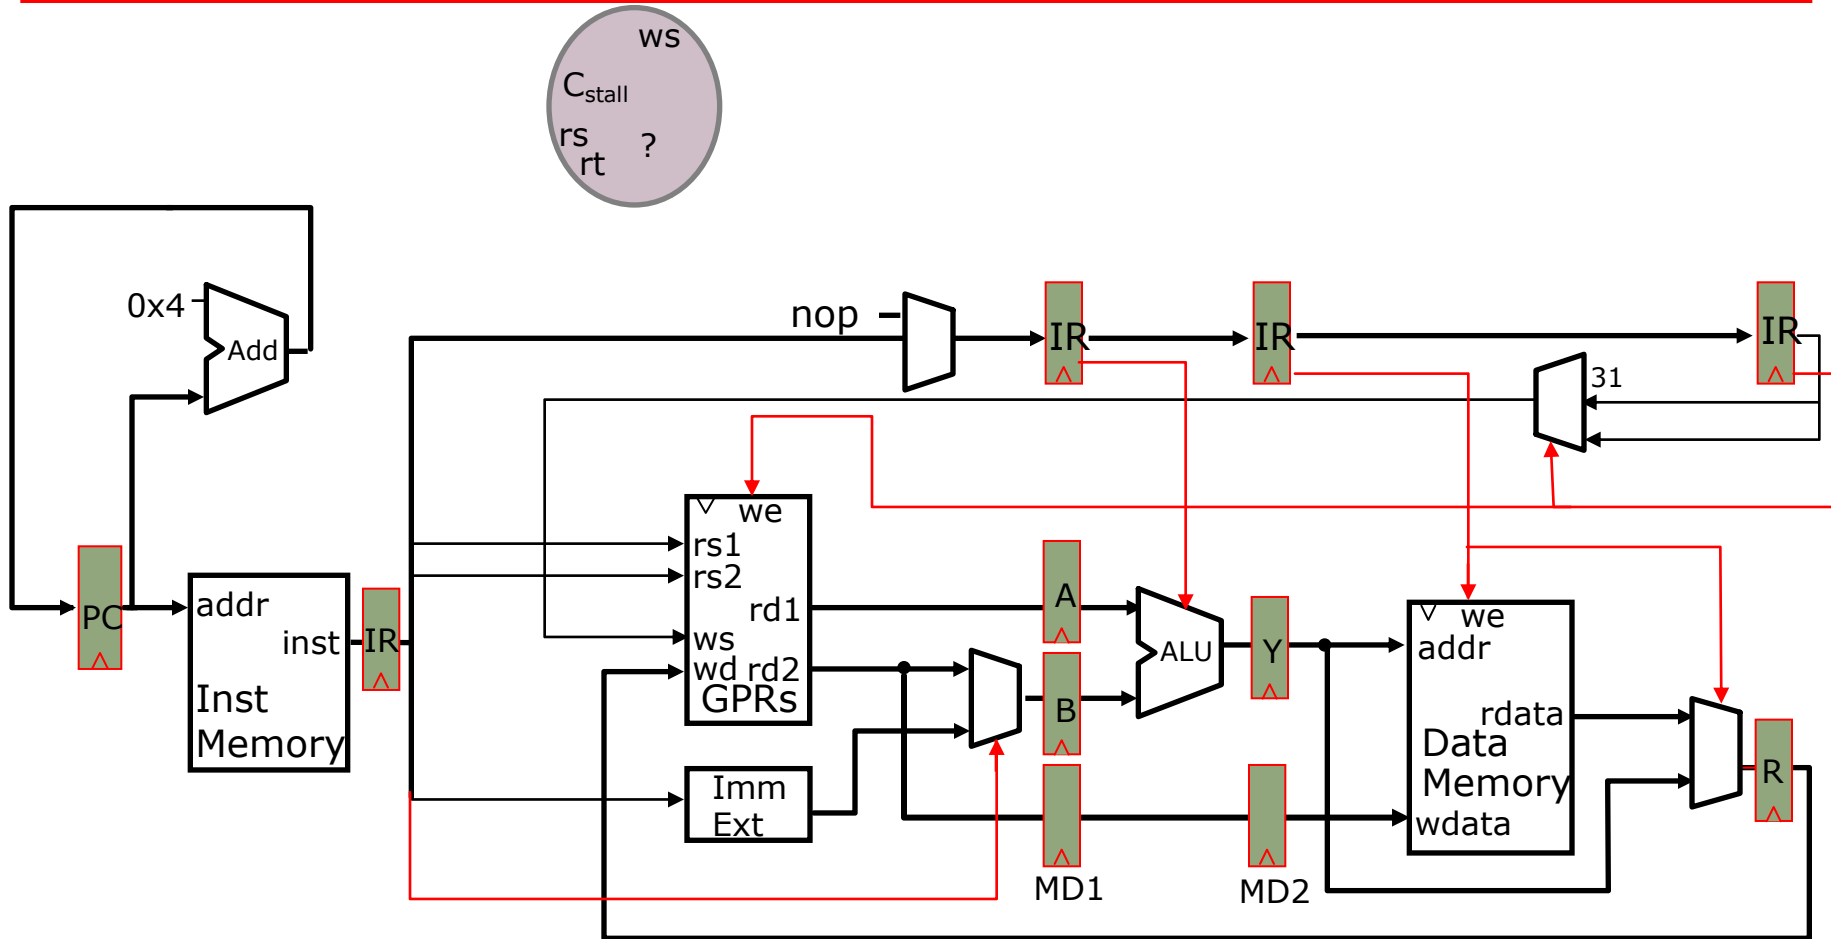 ws
C_stall
rs
rt
?
0x4
Add
nop
IR
IR
IR
31
we
rs1
rs2
rd1
ws
wd rd2
GPRs
PC
addr
inst
Inst
Memory
IR
A
B
ALU
Y
we
addr
rdata
Data
Memory
wdata
R
Imm
Ext
MD1
MD2